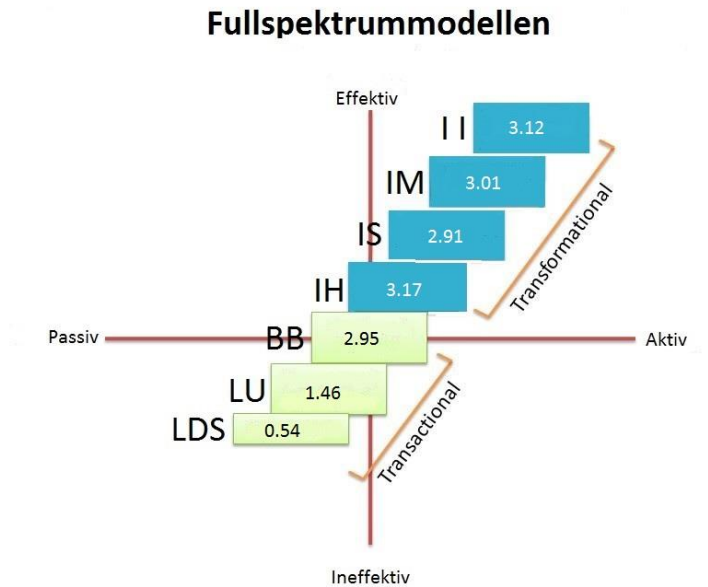 Fullspektrummodellen
Effektiv
I I 3.12
IM 3.01
IS 2.91
Transformational
IH 3.17
Passiv
BB 2.95
Aktiv
LU 1.46
Transactional
LDS 0.54
Ineffektiv